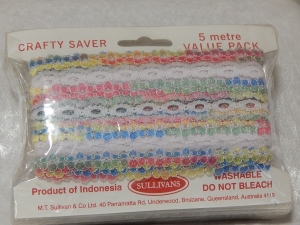 CRAFTY SAVER
5 metre
VALUE PACK
WASHABLE
Product of Indonesia
SULLIVANS
DO NOT BLEACH
M.T. Sullivan & Co Ltd. 40 Parramatta Rd, Underwood, Brisbane, Queensland, Australia 4119